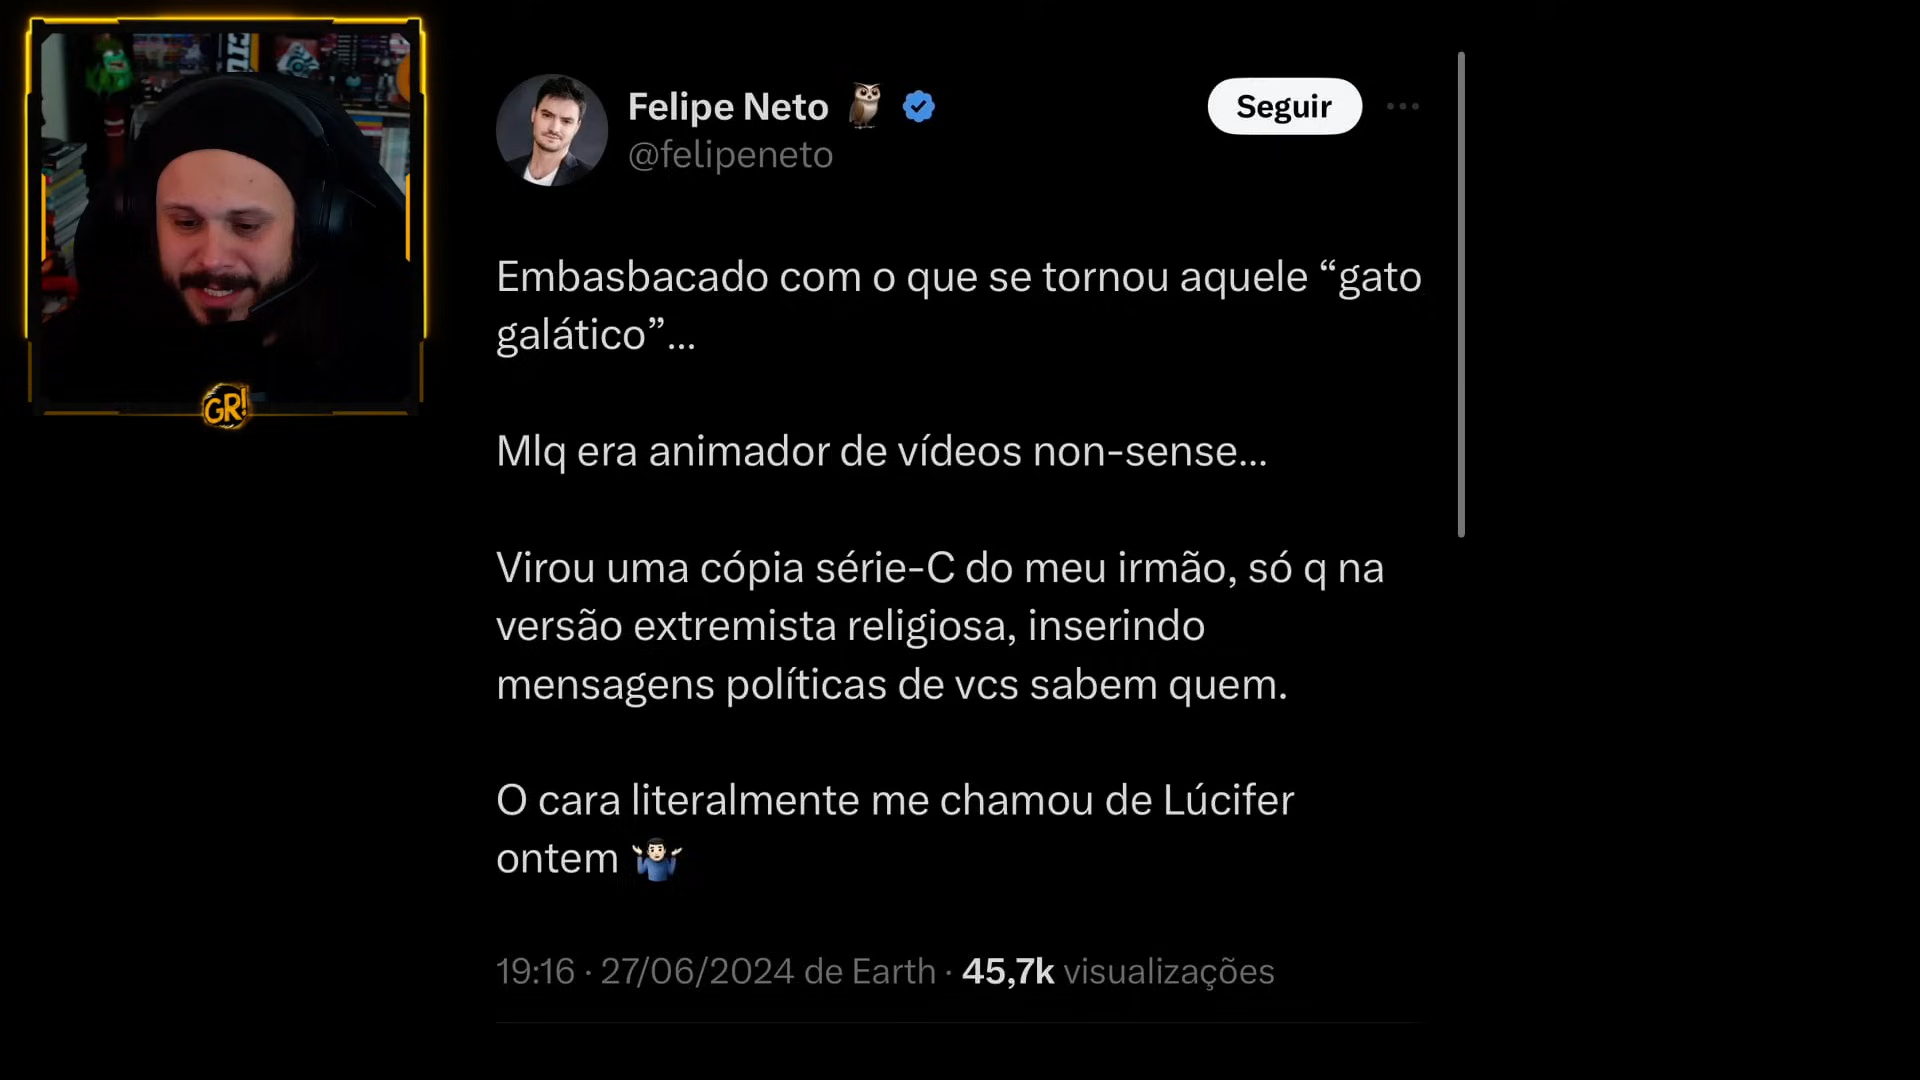 Felipe Neto 🦉
@felipeneto
Seguir
Embasbacado com o que se tornou aquele “gato
galático”...
Mlq era animador de vídeos non-sense...
Virou uma cópia série-C do meu irmão, só q na
versão extremista religiosa, inserindo
mensagens políticas de vcs sabem quem.
O cara literalmente me chamou de Lúcifer
ontem 🤷🏻‍♂️
19:16 · 27/06/2024 de Earth · 45,7k visualizações
GR!